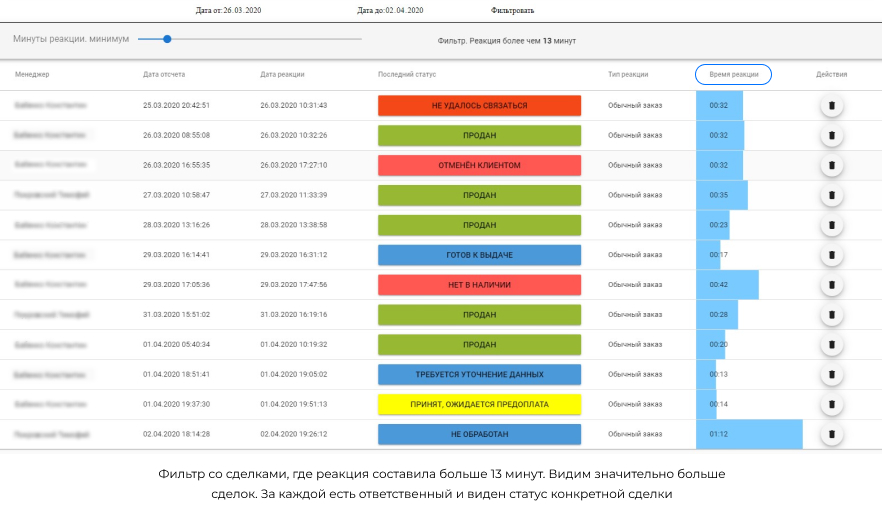 Дата от: 26.03.2020 Дата до:02.04.2020 Фильтровать
Минуты реакции. минимум Фильтр. Реакция более чем 13 минут
Менеджер Дата отсчета Дата реакции Последний статус Тип реакции Время реакции Действия
25.03.2020 20:42:51 26.03.2020 10:31:43 НЕ УДАЛОСЬ СВЯЗАТЬСЯ Обычный заказ 00:32
26.03.2020 08:55:08 26.03.2020 10:32:26 ПРОДАН Обычный заказ 00:32
26.03.2020 16:55:35 26.03.2020 17:27:10 ОТМЕНЁН КЛИЕНТОМ Обычный заказ 00:32
27.03.2020 10:58:47 27.03.2020 11:33:39 ПРОДАН Обычный заказ 00:35
28.03.2020 13:16:26 28.03.2020 13:38:58 ПРОДАН Обычный заказ 00:23
29.03.2020 16:14:41 29.03.2020 16:31:12 ГОТОВ К ВЫДАЧЕ Обычный заказ 00:17
29.03.2020 17:05:36 29.03.2020 17:47:56 НЕТ В НАЛИЧИИ Обычный заказ 00:42
31.03.2020 15:51:02 31.03.2020 16:19:16 ПРОДАН Обычный заказ 00:28
01.04.2020 05:40:34 01.04.2020 10:19:32 ПРОДАН Обычный заказ 00:20
01.04.2020 18:51:41 01.04.2020 19:05:02 ТРЕБУЕТСЯ УТОЧНЕНИЕ ДАННЫХ Обычный заказ 00:13
01.04.2020 19:37:30 01.04.2020 19:51:13 ПРИНЯТ, ОЖИДАЕТСЯ ПРЕДОПЛАТА Обычный заказ 00:14
02.04.2020 18:14:28 02.04.2020 19:26:12 НЕ ОБРАБОТАН Обычный заказ 01:12
Фильтр со сделками, где реакция составила больше 13 минут. Видим значительно больше
сделок. За каждой есть ответственный и виден статус конкретной сделки